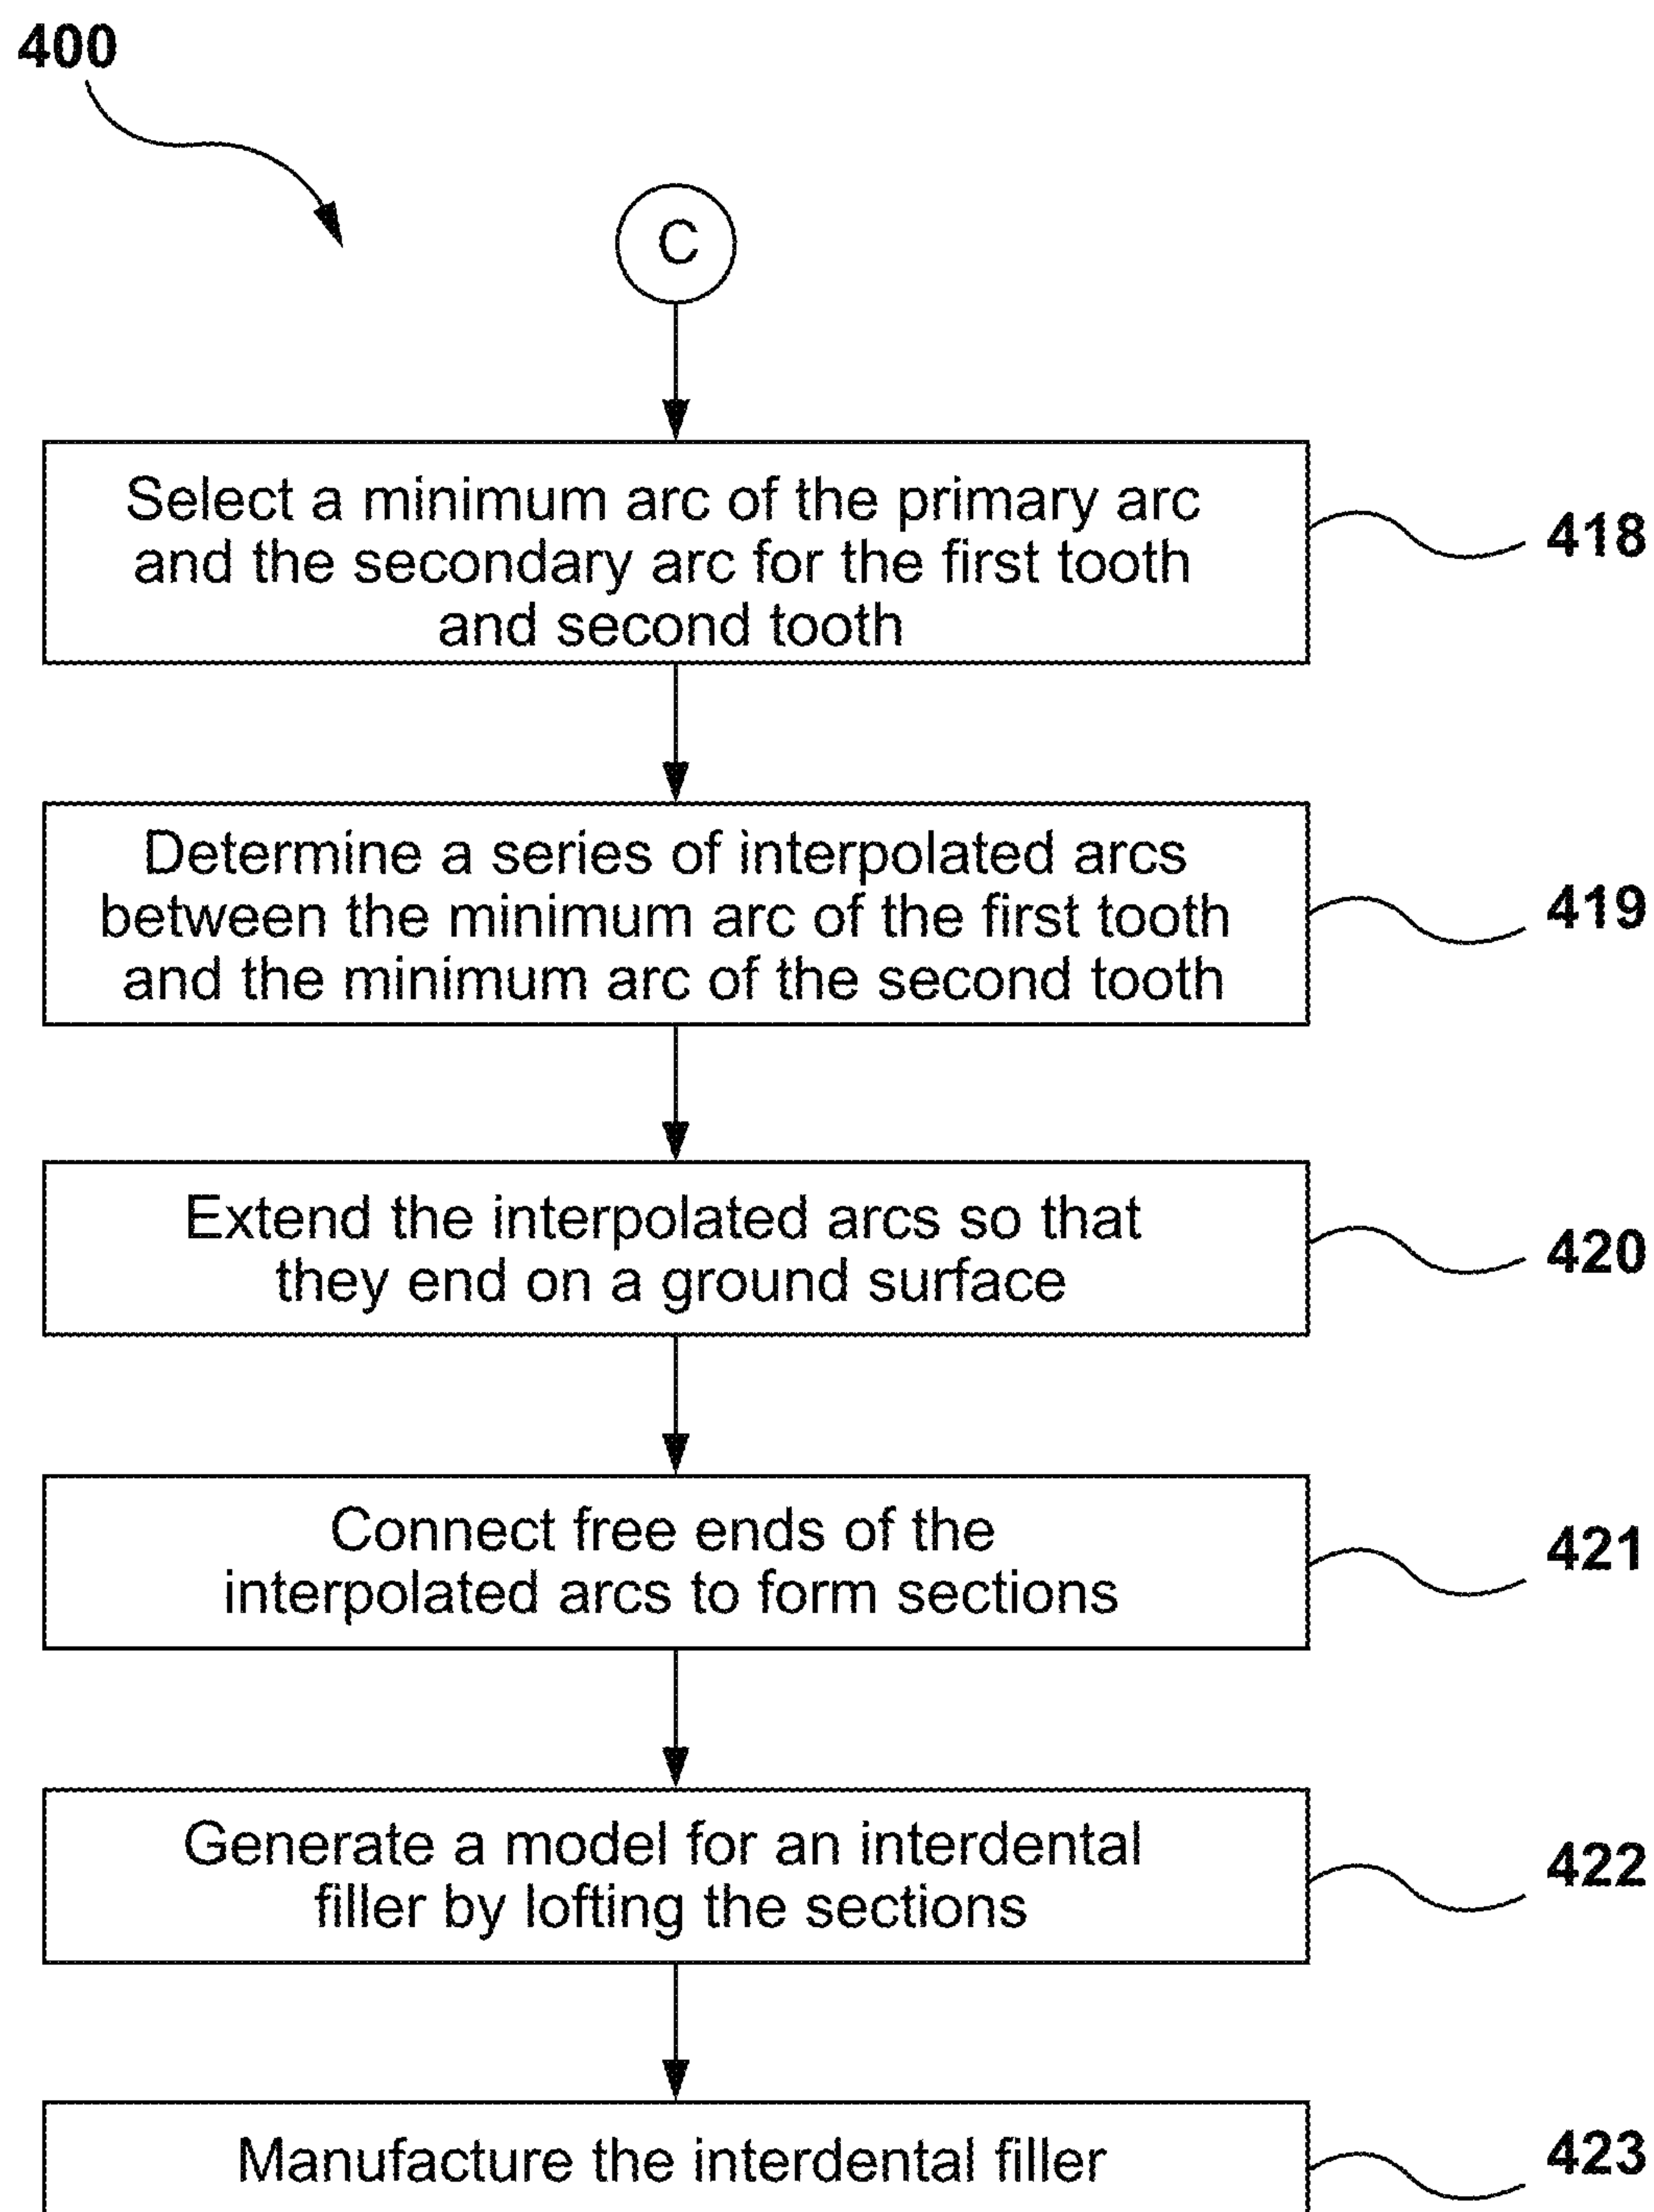 400
C
Select a minimum arc of the primary arc
and the secondary arc for the first tooth
and second tooth
418
Determine a series of interpolated arcs
between the minimum arc of the first tooth
and the minimum arc of the second tooth
419
Extend the interpolated arcs so that
they end on a ground surface
420
Connect free ends of the
interpolated arcs to form sections
421
Generate a model for an interdental
filler by lofting the sections
422
Manufacture the interdental filler
423